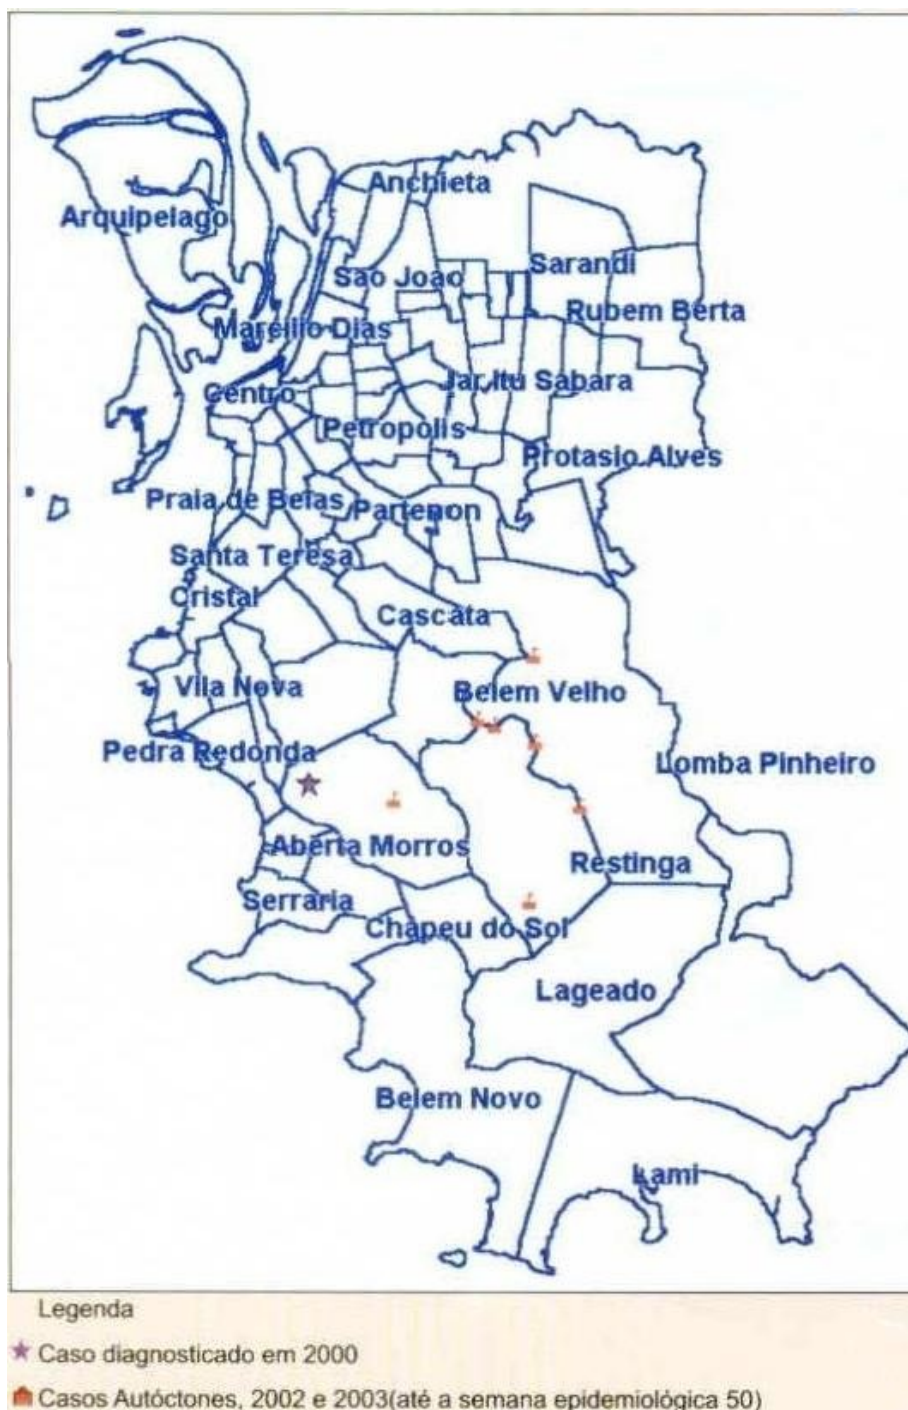 Anchieta
Arquipelago
Sao Joao
Sarandi
Rubem Berta
Marcilio Dias
Jar.Itu Sabara
Centro
Petropolis
Protasio Alves
Praia de Belas
Partenon
Santa Teresa
Cristal
Cascata
Vila Nova
Belem Velho
Pedra Redonda
Lomba Pinheiro
Aberta Morros
Restinga
Serraria
Chapeu do Sol
Lageado
Belem Novo
Lami
Legenda
Caso diagnosticado em 2000
Casos Autóctones, 2002 e 2003(até a semana epidemiológica 50)